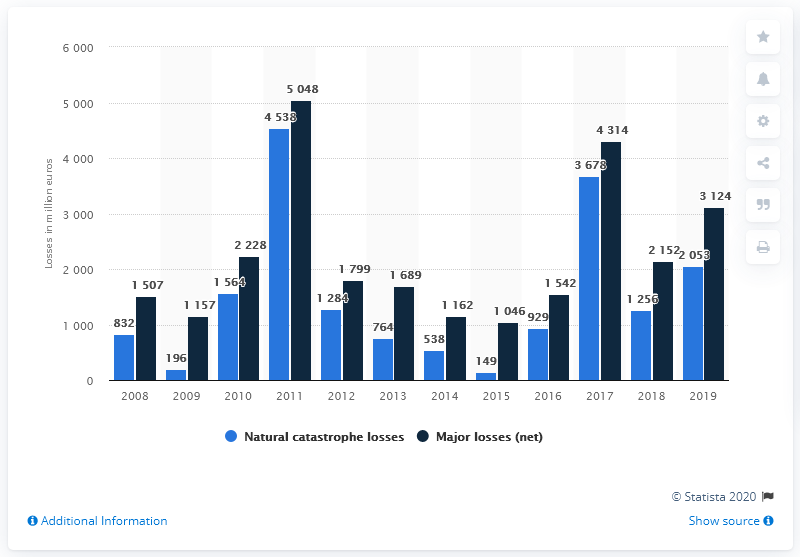 6 000
5 000
4 000
3 000
2 000
1 000
0
Losses in million euros
832 1 507
196 1 157
1 564 2 228
4 538 5 048
1 284 1 799
764 1 689
538 1 162
149 1 046
929 1 542
3 678 4 314
1 256 2 152
2 053 3 124
2008 2009 2010 2011 2012 2013 2014 2015 2016 2017 2018 2019
Natural catastrophe losses Major losses (net)
© Statista 2020
Additional Information Show source